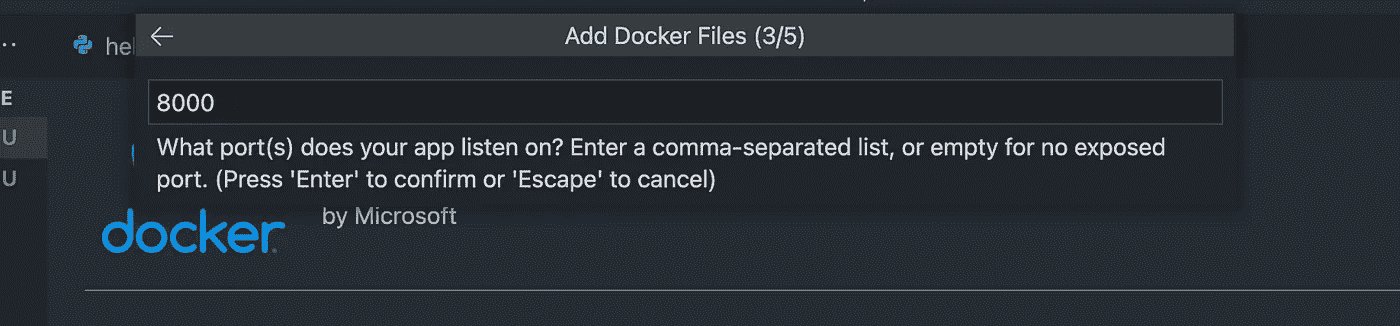 Add Docker Files (3/5)
he
E
8000
U
What port(s) does your app listen on? Enter a comma-separated list, or empty for no exposed
port. (Press 'Enter' to confirm or 'Escape' to cancel)
U
docker
by Microsoft